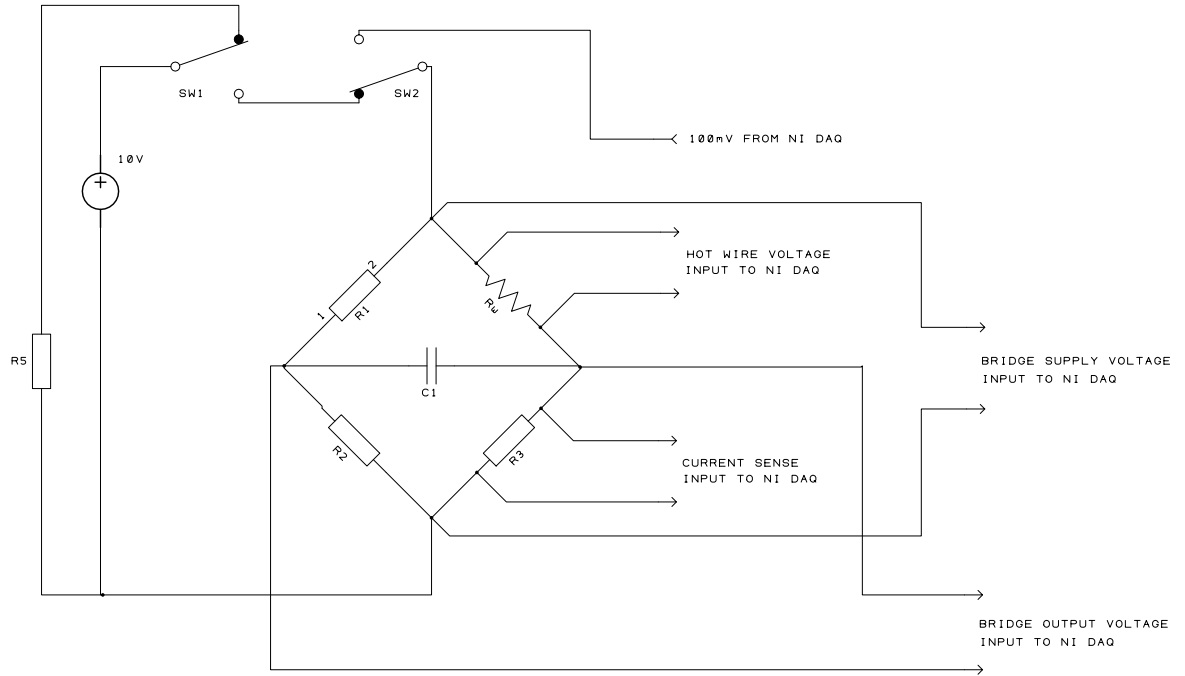 SW1
SW2
100mV FROM NI DAQ
10V
+
HOT WIRE VOLTAGE
INPUT TO NI DAQ
2
1
R1
Rw
R5
BRIDGE SUPPLY VOLTAGE
INPUT TO NI DAQ
C1
R2
R3
CURRENT SENSE
INPUT TO NI DAQ
BRIDGE OUTPUT VOLTAGE
INPUT TO NI DAQ